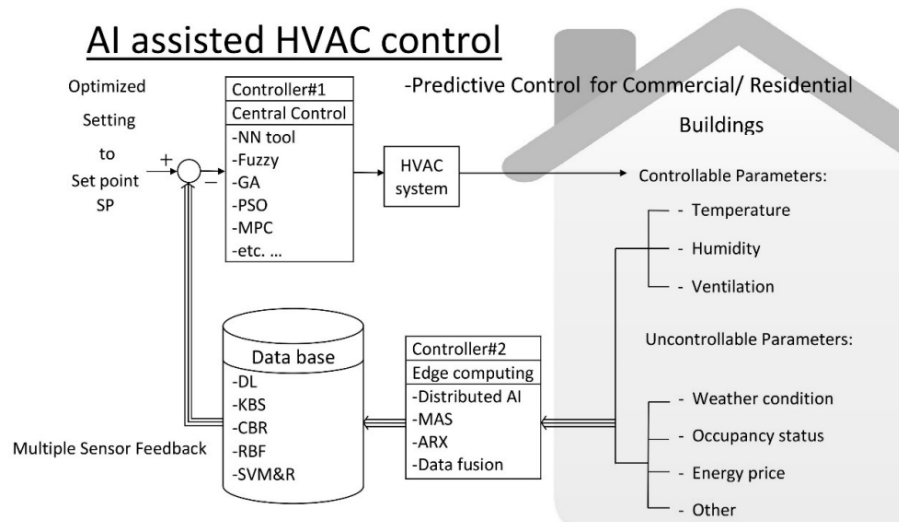 AI assisted HVAC control
-Predictive Control for Commercial/ Residential
Buildings
Optimized
Setting
to
Set point
SP
+
−
Controller#1
Central Control
-NN tool
-Fuzzy
-GA
-PSO
-MPC
-etc. ...
HVAC
system
Controllable Parameters:
- Temperature
- Humidity
- Ventilation
Uncontrollable Parameters:
- Weather condition
- Occupancy status
- Energy price
- Other
Controller#2
Edge computing
-Distributed AI
-MAS
-ARX
-Data fusion
Data base
-DL
-KBS
-CBR
-RBF
-SVM&R
Multiple Sensor Feedback